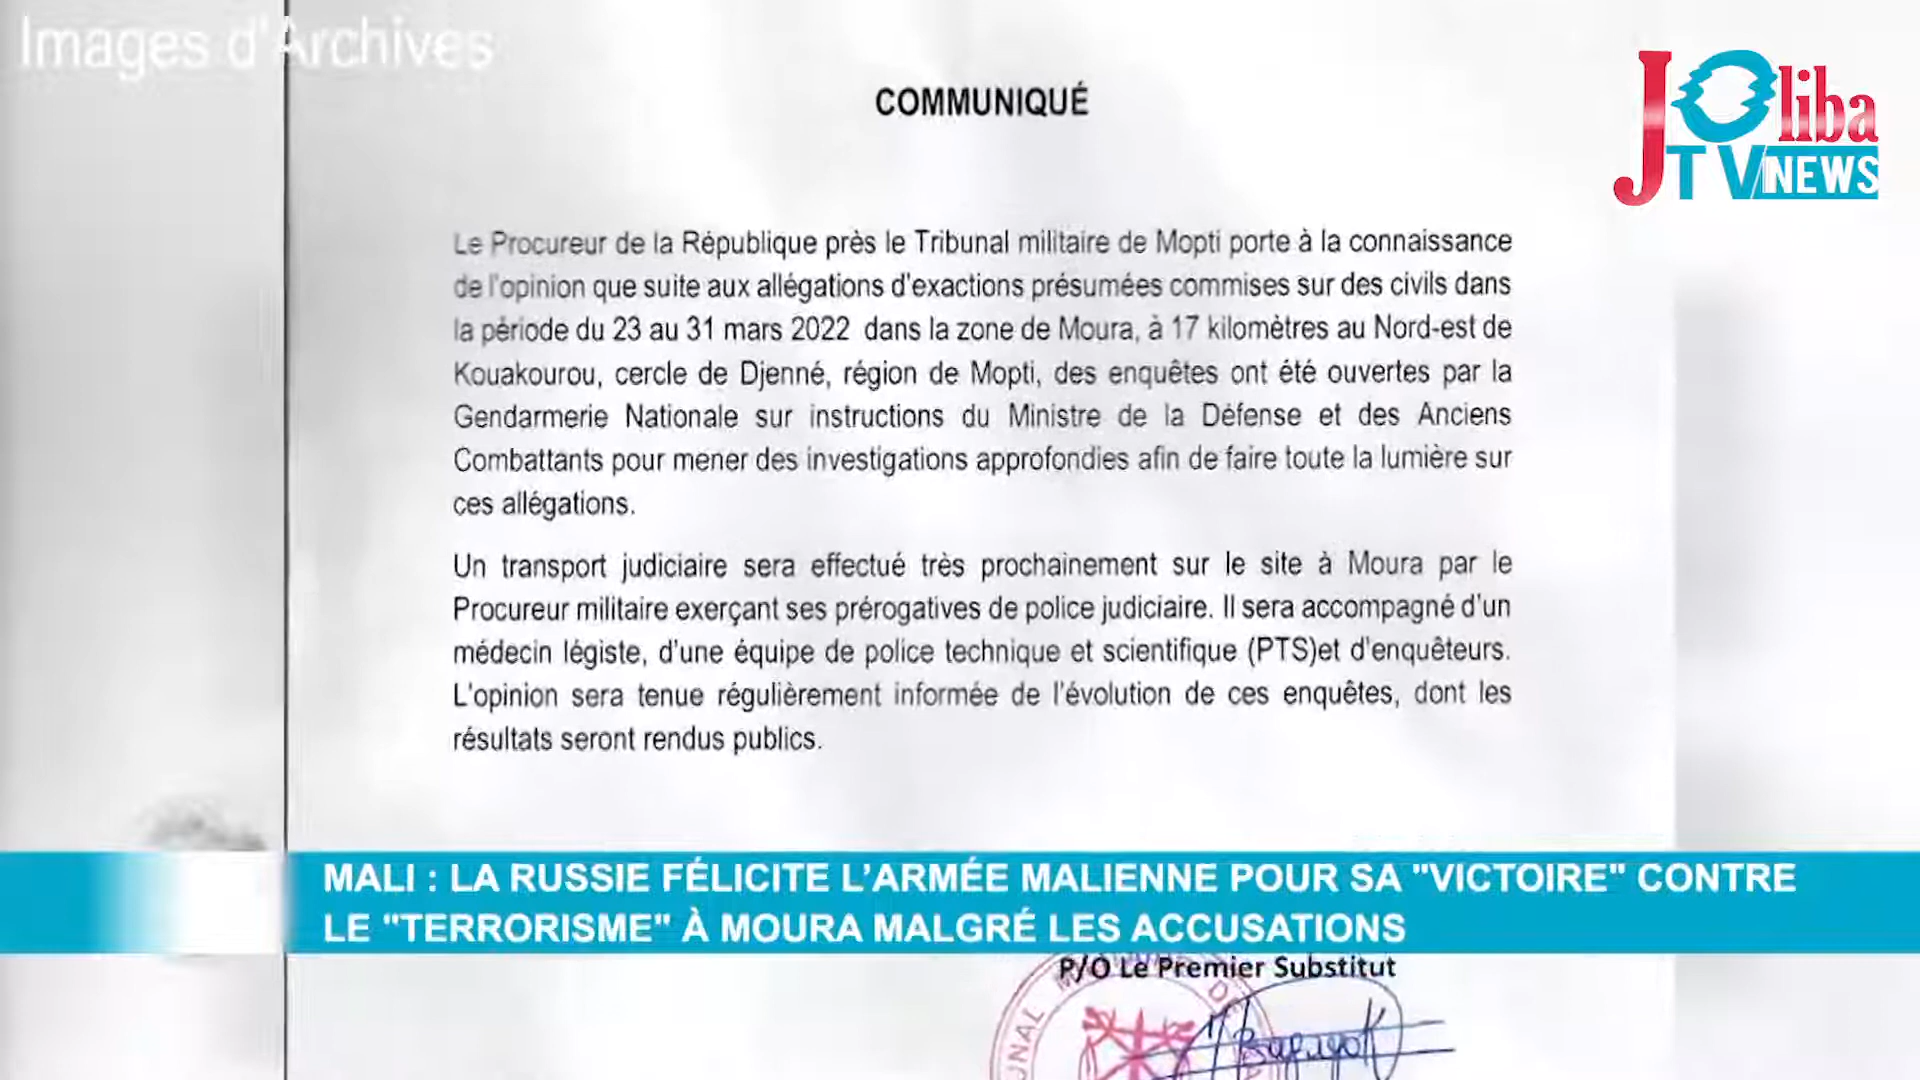 Images d'Archives
JOliba
TV NEWS
COMMUNIQUÉ
Le Procureur de la République près le Tribunal militaire de Mopti porte à la connaissance
de l'opinion que suite aux allégations d'exactions présumées commises sur des civils dans
la période du 23 au 31 mars 2022 dans la zone de Moura, à 17 kilomètres au Nord-est de
Kouakourou, cercle de Djenné, région de Mopti, des enquêtes ont été ouvertes par la
Gendarmerie Nationale sur instructions du Ministre de la Défense et des Anciens
Combattants pour mener des investigations approfondies afin de faire toute la lumière sur
ces allégations.
Un transport judiciaire sera effectué très prochainement sur le site à Moura par le
Procureur militaire exerçant ses prérogatives de police judiciaire. Il sera accompagné d'un
médecin légiste, d'une équipe de police technique et scientifique (PTS)et d'enquêteurs.
L'opinion sera tenue régulièrement informée de l'évolution de ces enquêtes, dont les
résultats seront rendus publics.
MALI : LA RUSSIE FÉLICITE L'ARMÉE MALIENNE POUR SA "VICTOIRE" CONTRE
LE "TERRORISME" À MOURA MALGRÉ LES ACCUSATIONS
P/O Le Premier Substitut